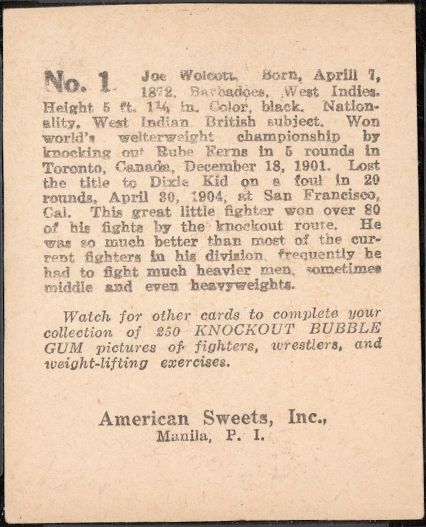 No. 1 Joe Wolcott. Born, April 7,
1872. Barbadoes, West Indies.
Height 5 ft. 1¼ in. Color, black. Nation-
ality, West Indian British subject. Won
world's welterweight championship by
knocking out Rube Ferns in 5 rounds in
Toronto, Canada, December 18, 1901. Lost
the title to Dixie Kid on a foul in 20
rounds, April 30, 1904, at San Francisco,
Cal. This great little fighter won over 80
of his fights by the knockout route. He
was so much better than most of the cur-
rent fighters in his division, frequently he
had to fight much heavier men, sometimes
middle and even heavyweights.
Watch for other cards to complete your
collection of 250 KNOCKOUT BUBBLE
GUM pictures of fighters, wrestlers, and
weight-lifting exercises.
American Sweets, Inc.,
Manila, P. I.